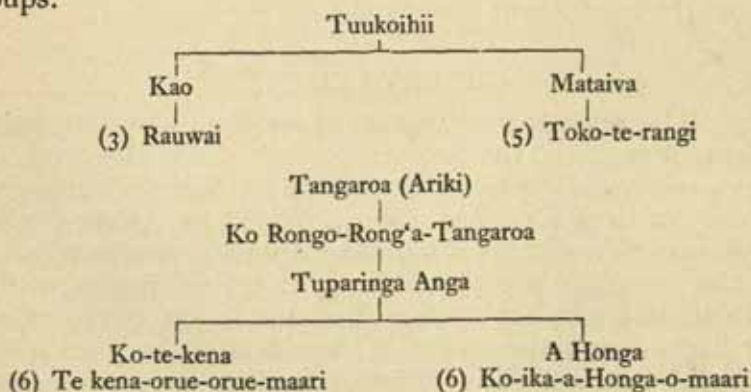 ups.
Tuukoihii
Kao Mataiva
(3) Rauwai (5) Toko-te-rangi
Tangaroa (Ariki)
Ko Rongo-Rong‘a-Tangaroa
Tuparinga Anga
Ko-te-kena A Honga
(6) Te kena-orue-orue-maari (6) Ko-ika-a-Honga-o-maari